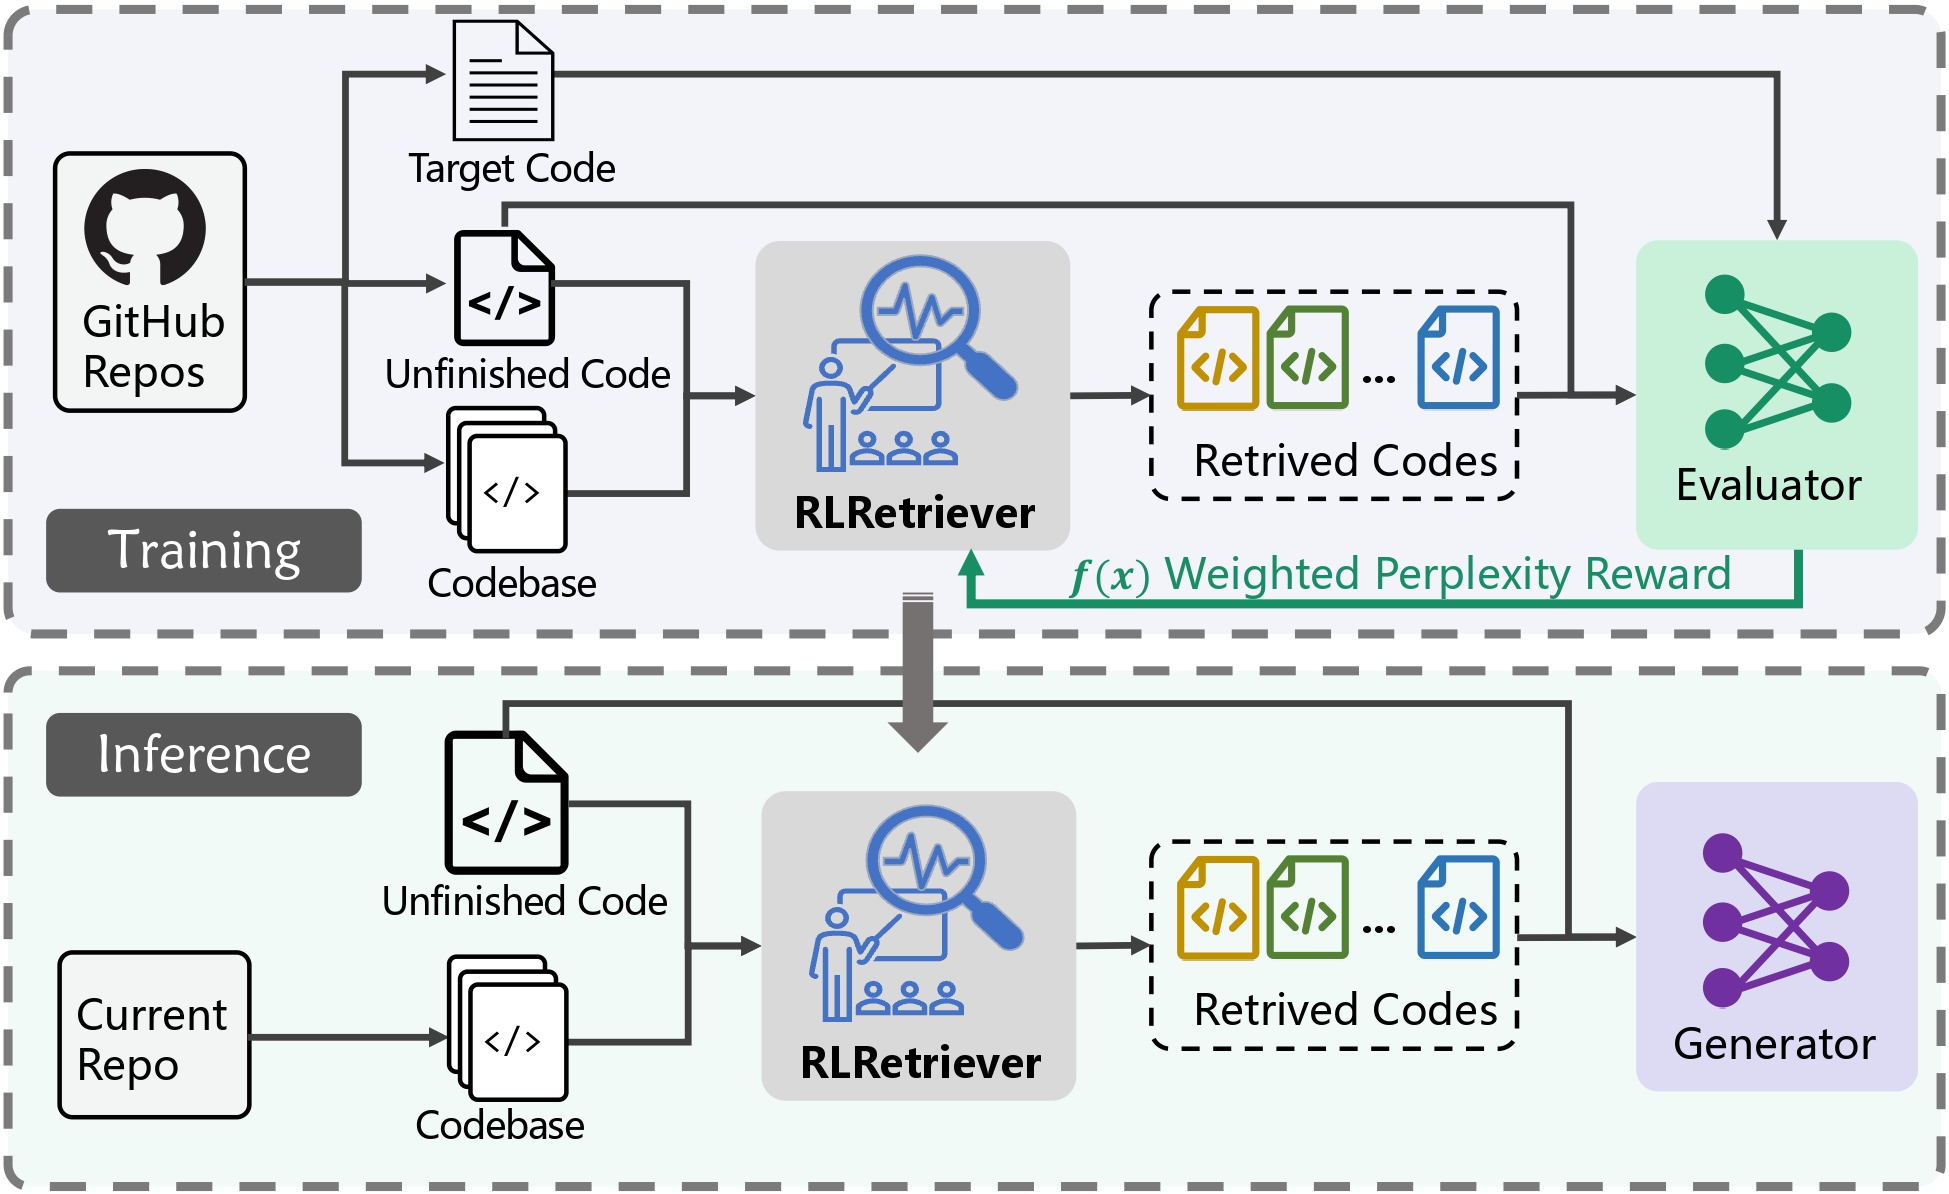 Target Code
GitHub
Repos
</>
Unfinished Code
</>
Codebase
Training
RLRetriever
</>
</>
...
</>
Retrived Codes
Evaluator
f(x) Weighted Perplexity Reward
Inference
</>
Unfinished Code
Current
Repo
</>
Codebase
RLRetriever
</>
</>
...
</>
Retrived Codes
Generator